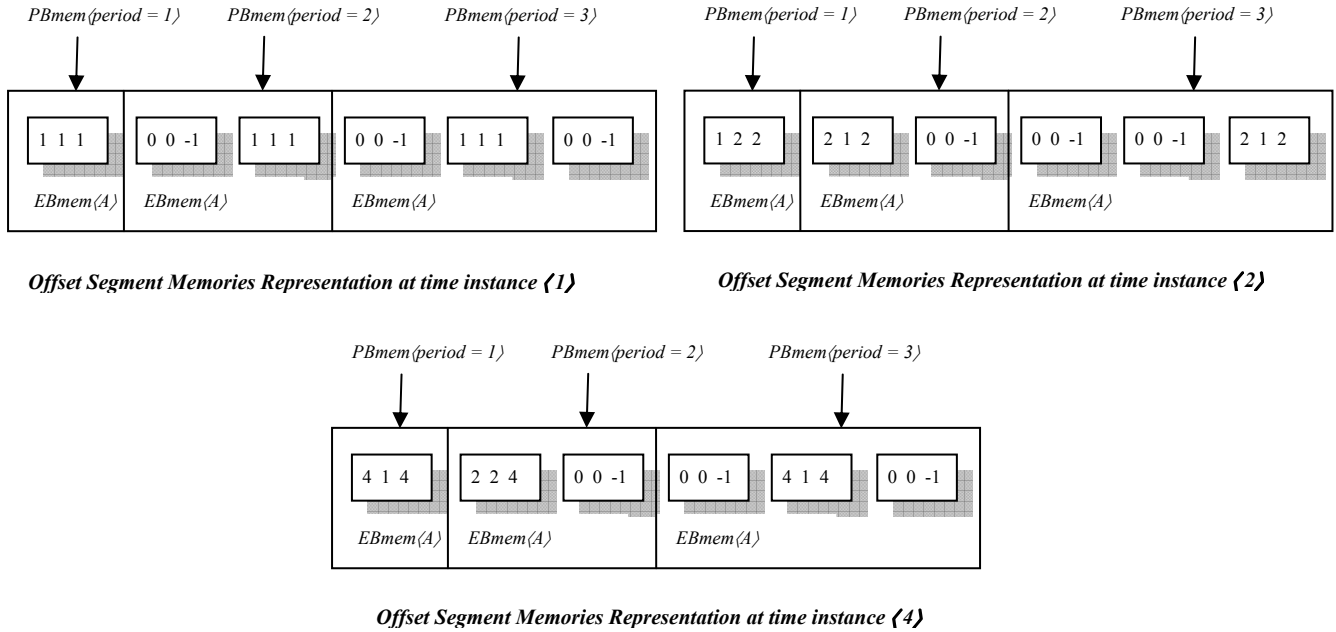 PBmem⟨period = 1⟩ PBmem⟨period = 2⟩ PBmem⟨period = 3⟩
1 1 1 0 0 -1 1 1 1 0 0 -1 1 1 1 0 0 -1
EBmem⟨A⟩ EBmem⟨A⟩ EBmem⟨A⟩
Offset Segment Memories Representation at time instance ⟨1⟩
PBmem⟨period = 1⟩ PBmem⟨period = 2⟩ PBmem⟨period = 3⟩
1 2 2 2 1 2 0 0 -1 0 0 -1 0 0 -1 2 1 2
EBmem⟨A⟩ EBmem⟨A⟩ EBmem⟨A⟩
Offset Segment Memories Representation at time instance ⟨2⟩
PBmem⟨period = 1⟩ PBmem⟨period = 2⟩ PBmem⟨period = 3⟩
4 1 4 2 2 4 0 0 -1 0 0 -1 4 1 4 0 0 -1
EBmem⟨A⟩ EBmem⟨A⟩ EBmem⟨A⟩
Offset Segment Memories Representation at time instance ⟨4⟩